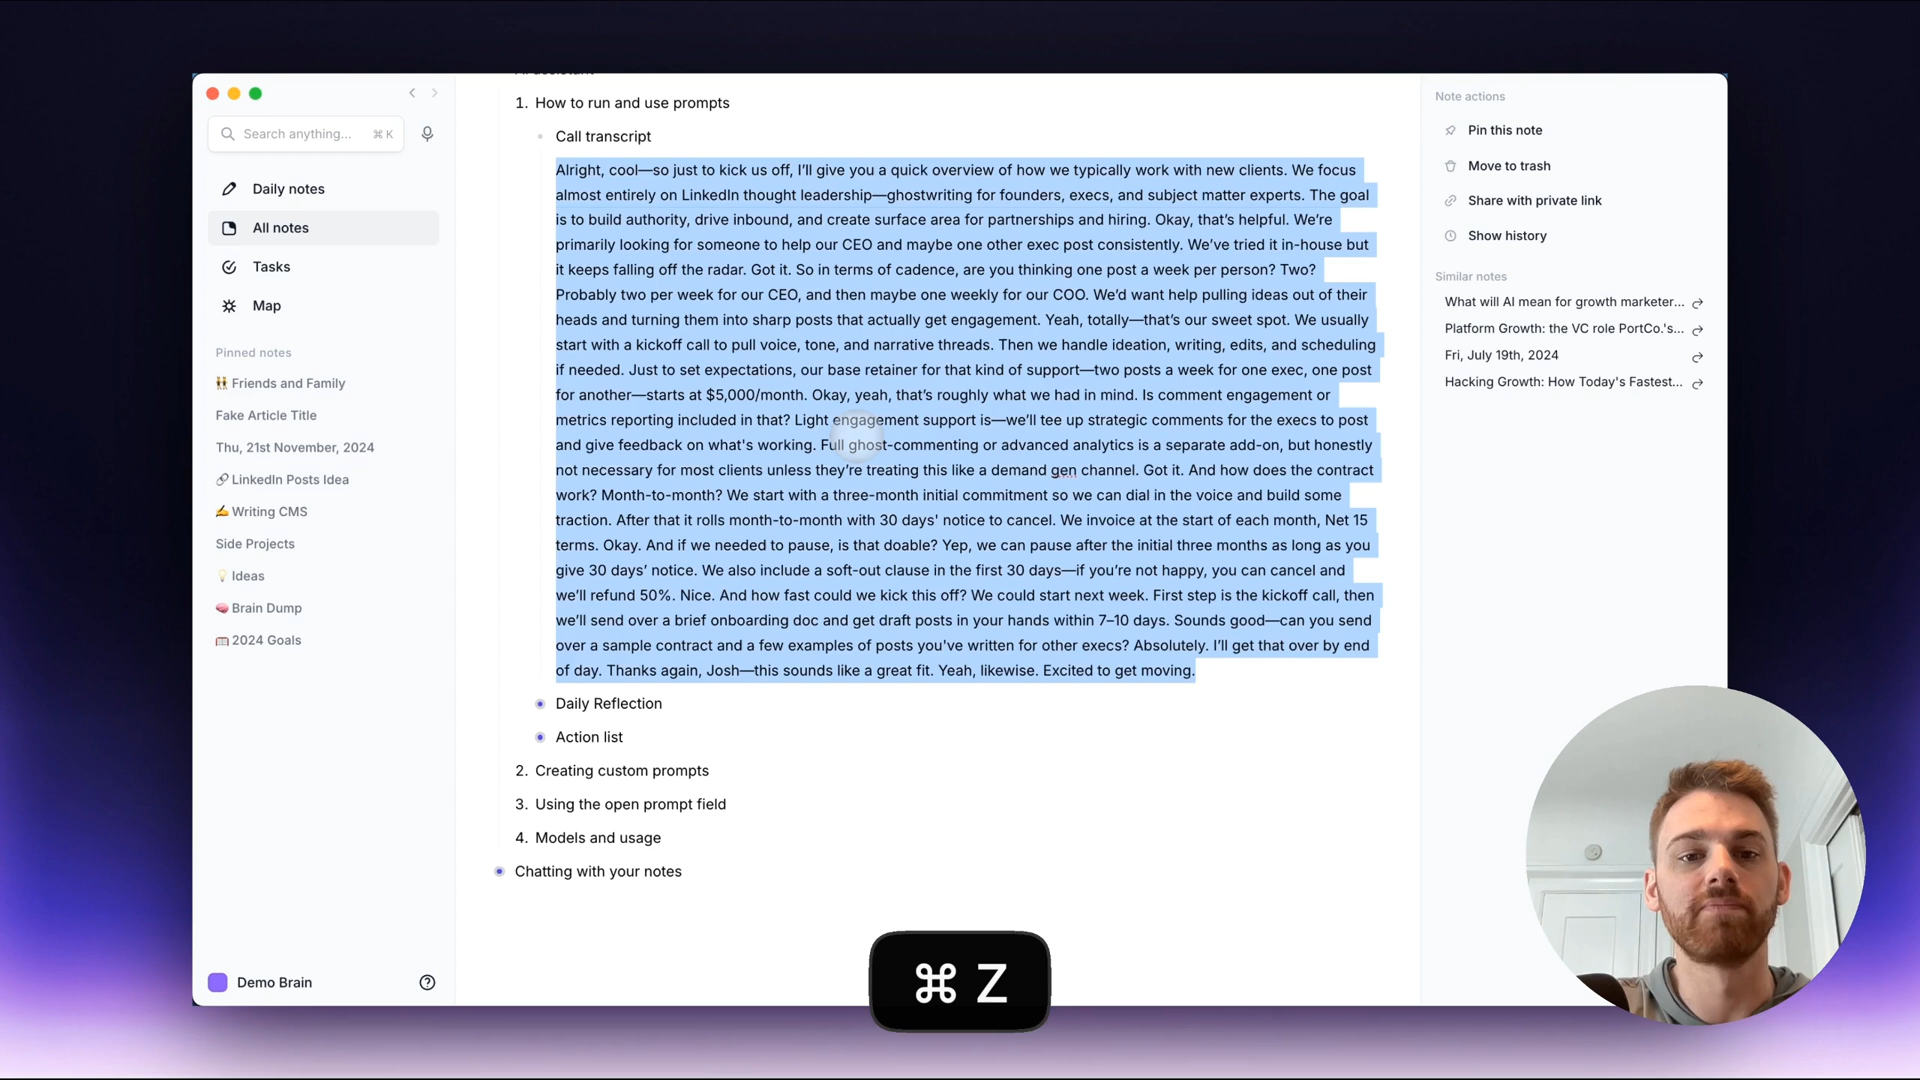 AI assistant
Search anything...
⌘ K
Daily notes
All notes
Tasks
Map
Pinned notes
Friends and Family
Fake Article Title
Thu, 21st November, 2024
LinkedIn Posts Idea
Writing CMS
Side Projects
Ideas
Brain Dump
2024 Goals
Demo Brain
1. How to run and use prompts
Call transcript
Alright, cool—so just to kick us off, I’ll give you a quick overview of how we typically work with new clients. We focus
almost entirely on LinkedIn thought leadership—ghostwriting for founders, execs, and subject matter experts. The goal
is to build authority, drive inbound, and create surface area for partnerships and hiring. Okay, that’s helpful. We’re
primarily looking for someone to help our CEO and maybe one other exec post consistently. We’ve tried it in-house but
it keeps falling off the radar. Got it. So in terms of cadence, are you thinking one post a week per person? Two?
Probably two per week for our CEO, and then maybe one weekly for our COO. We’d want help pulling ideas out of their
heads and turning them into sharp posts that actually get engagement. Yeah, totally—that’s our sweet spot. We usually
start with a kickoff call to pull voice, tone, and narrative threads. Then we handle ideation, writing, edits, and scheduling
if needed. Just to set expectations, our base retainer for that kind of support—two posts a week for one exec, one post
for another—starts at $5,000/month. Okay, yeah, that’s roughly what we had in mind. Is comment engagement or
metrics reporting included in that? Light engagement support is—we’ll tee up strategic comments for the execs to post
and give feedback on what's working. Full ghost-commenting or advanced analytics is a separate add-on, but honestly
not necessary for most clients unless they’re treating this like a demand gen channel. Got it. And how does the contract
work? Month-to-month? We start with a three-month initial commitment so we can dial in the voice and build some
traction. After that it rolls month-to-month with 30 days' notice to cancel. We invoice at the start of each month, Net 15
terms. Okay. And if we needed to pause, is that doable? Yep, we can pause after the initial three months as long as you
give 30 days’ notice. We also include a soft-out clause in the first 30 days—if you’re not happy, you can cancel and
we’ll refund 50%. Nice. And how fast could we kick this off? We could start next week. First step is the kickoff call, then
we’ll send over a brief onboarding doc and get draft posts in your hands within 7–10 days. Sounds good—can you send
over a sample contract and a few examples of posts you've written for other execs? Absolutely. I’ll get that over by end
of day. Thanks again, Josh—this sounds like a great fit. Yeah, likewise. Excited to get moving.
Daily Reflection
Action list
2. Creating custom prompts
3. Using the open prompt field
4. Models and usage
Chatting with your notes
Note actions
Pin this note
Move to trash
Share with private link
Show history
Similar notes
What will AI mean for growth marketer...
Platform Growth: the VC role PortCo.'s...
Fri, July 19th, 2024
Hacking Growth: How Today's Fastest...
⌘ Z